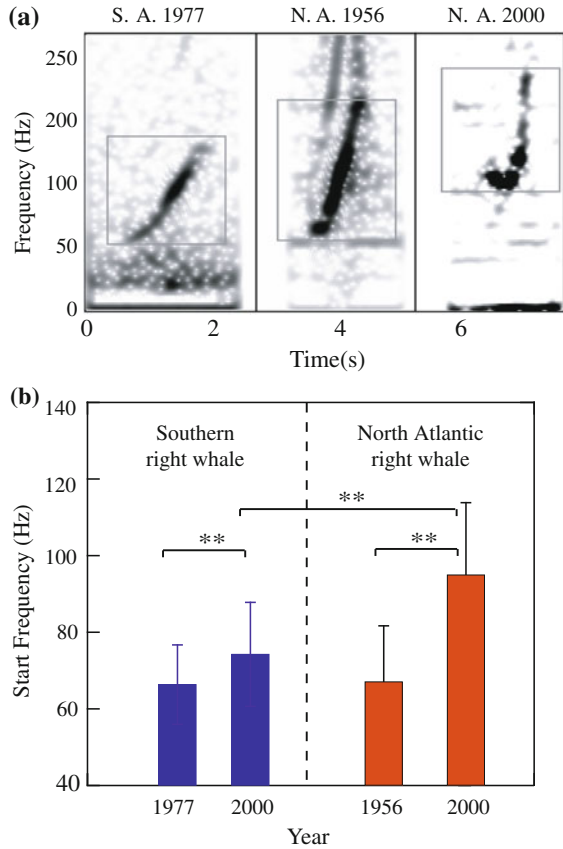 (a) S. A. 1977 N. A. 1956 N. A. 2000
250
200
100
50
0
Frequency (Hz)
0 2 4 6
Time(s)
(b)
140
120
100
80
60
40
Start Frequency (Hz)
Southern
right whale
North Atlantic
right whale
**
**
**
1977 2000 1956 2000
Year